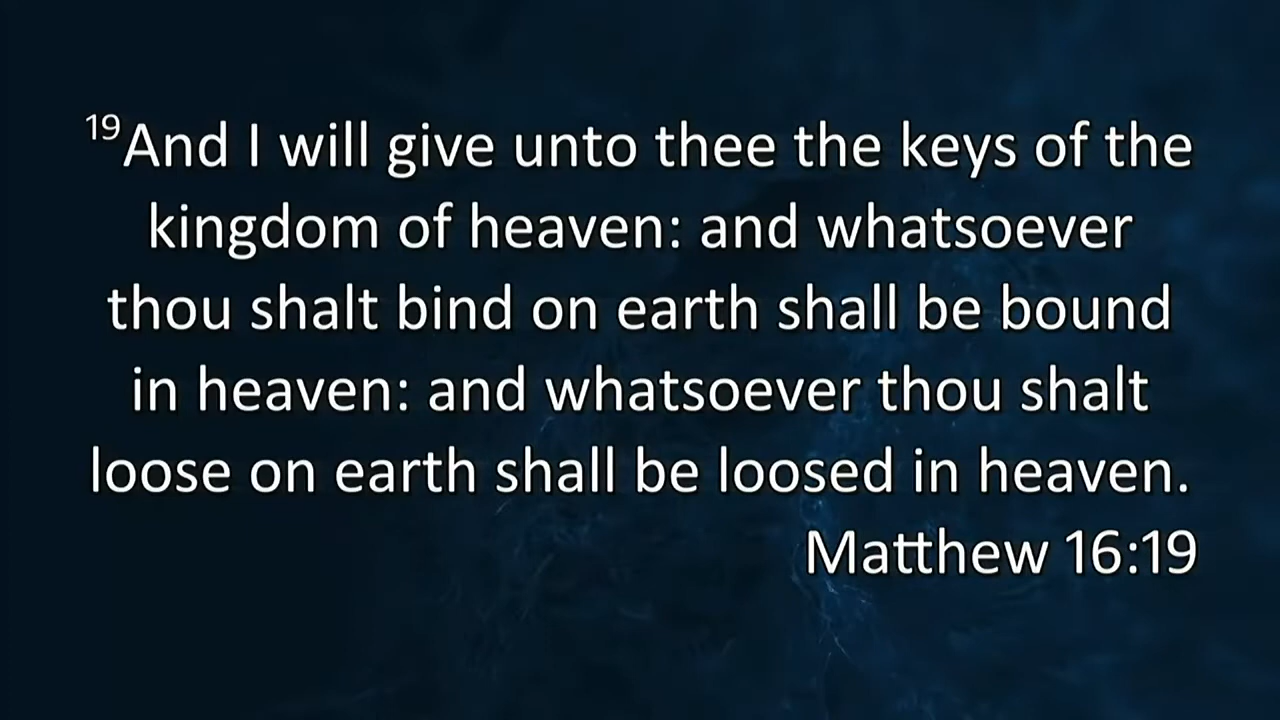 ¹⁹And I will give unto thee the keys of the
kingdom of heaven: and whatsoever
thou shalt bind on earth shall be bound
in heaven: and whatsoever thou shalt
loose on earth shall be loosed in heaven.
Matthew 16:19